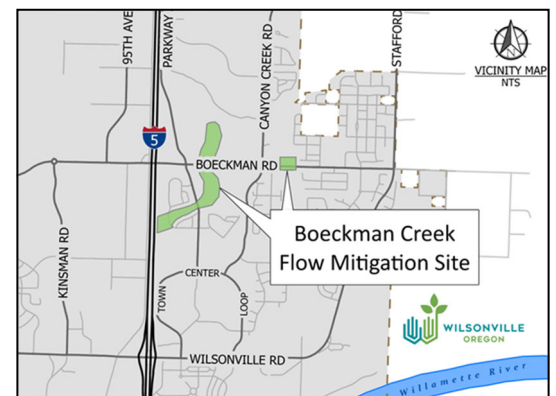 95TH AVE
PARKWAY
CANYON CREEK RD
STAFFORD
VICINITY MAP
NTS
5
BOECKMAN RD
KINSMAN RD
Boeckman Creek
Flow Mitigation Site
TOWN
CENTER
LOOP
WILSONVILLE
OREGON
WILSONVILLE RD
Willamette River